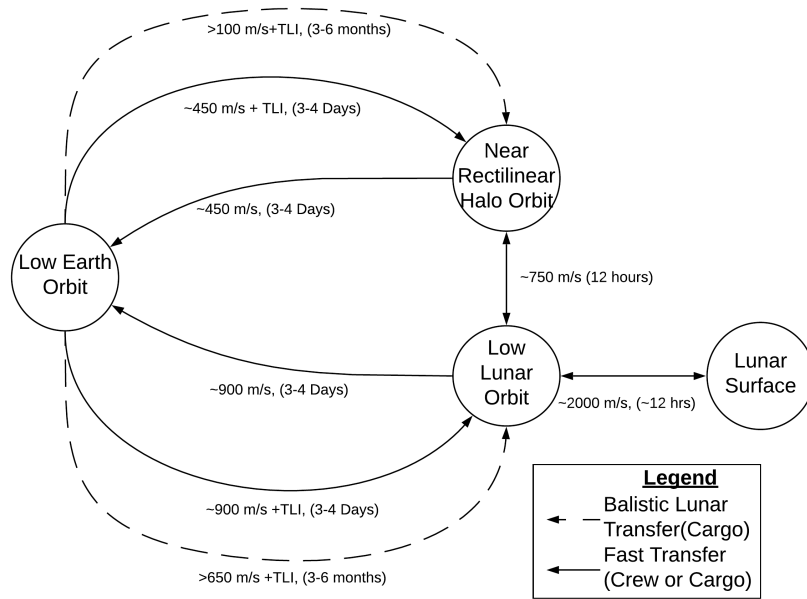 >100 m/s+TLI, (3-6 months)
~450 m/s + TLI, (3-4 Days)
Near
Rectilinear
Halo Orbit
~450 m/s, (3-4 Days)
Low Earth
Orbit
~750 m/s (12 hours)
Low
Lunar
Orbit
Lunar
Surface
~900 m/s, (3-4 Days)
~2000 m/s, (~12 hrs)
~900 m/s +TLI, (3-4 Days)
>650 m/s +TLI, (3-6 months)
Legend
Balistic Lunar
Transfer(Cargo)
Fast Transfer
(Crew or Cargo)